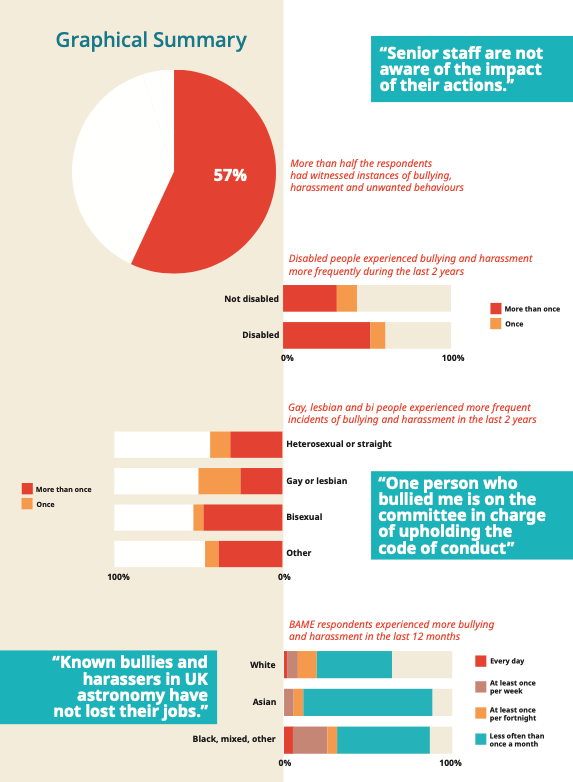 Graphical Summary
“Senior staff are not
aware of the impact
of their actions.”
57%
More than half the respondents
had witnessed instances of bullying,
harassment and unwanted behaviours
Disabled people experienced bullying and harassment
more frequently during the last 2 years
Not disabled
Disabled
0%
100%
More than once
Once
Gay, lesbian and bi people experienced more frequent
incidents of bullying and harassment in the last 2 years
Heterosexual or straight
Gay or lesbian
Bisexual
Other
100%
0%
More than once
Once
“One person who
bullied me is on the
committee in charge
of upholding the
code of conduct”
BAME respondents experienced more bullying
and harassment in the last 12 months
“Known bullies and
harassers in UK
astronomy have
not lost their jobs.”
White
Asian
Black, mixed, other
0%
100%
Every day
At least once
per week
At least once
per fortnight
Less often than
once a month